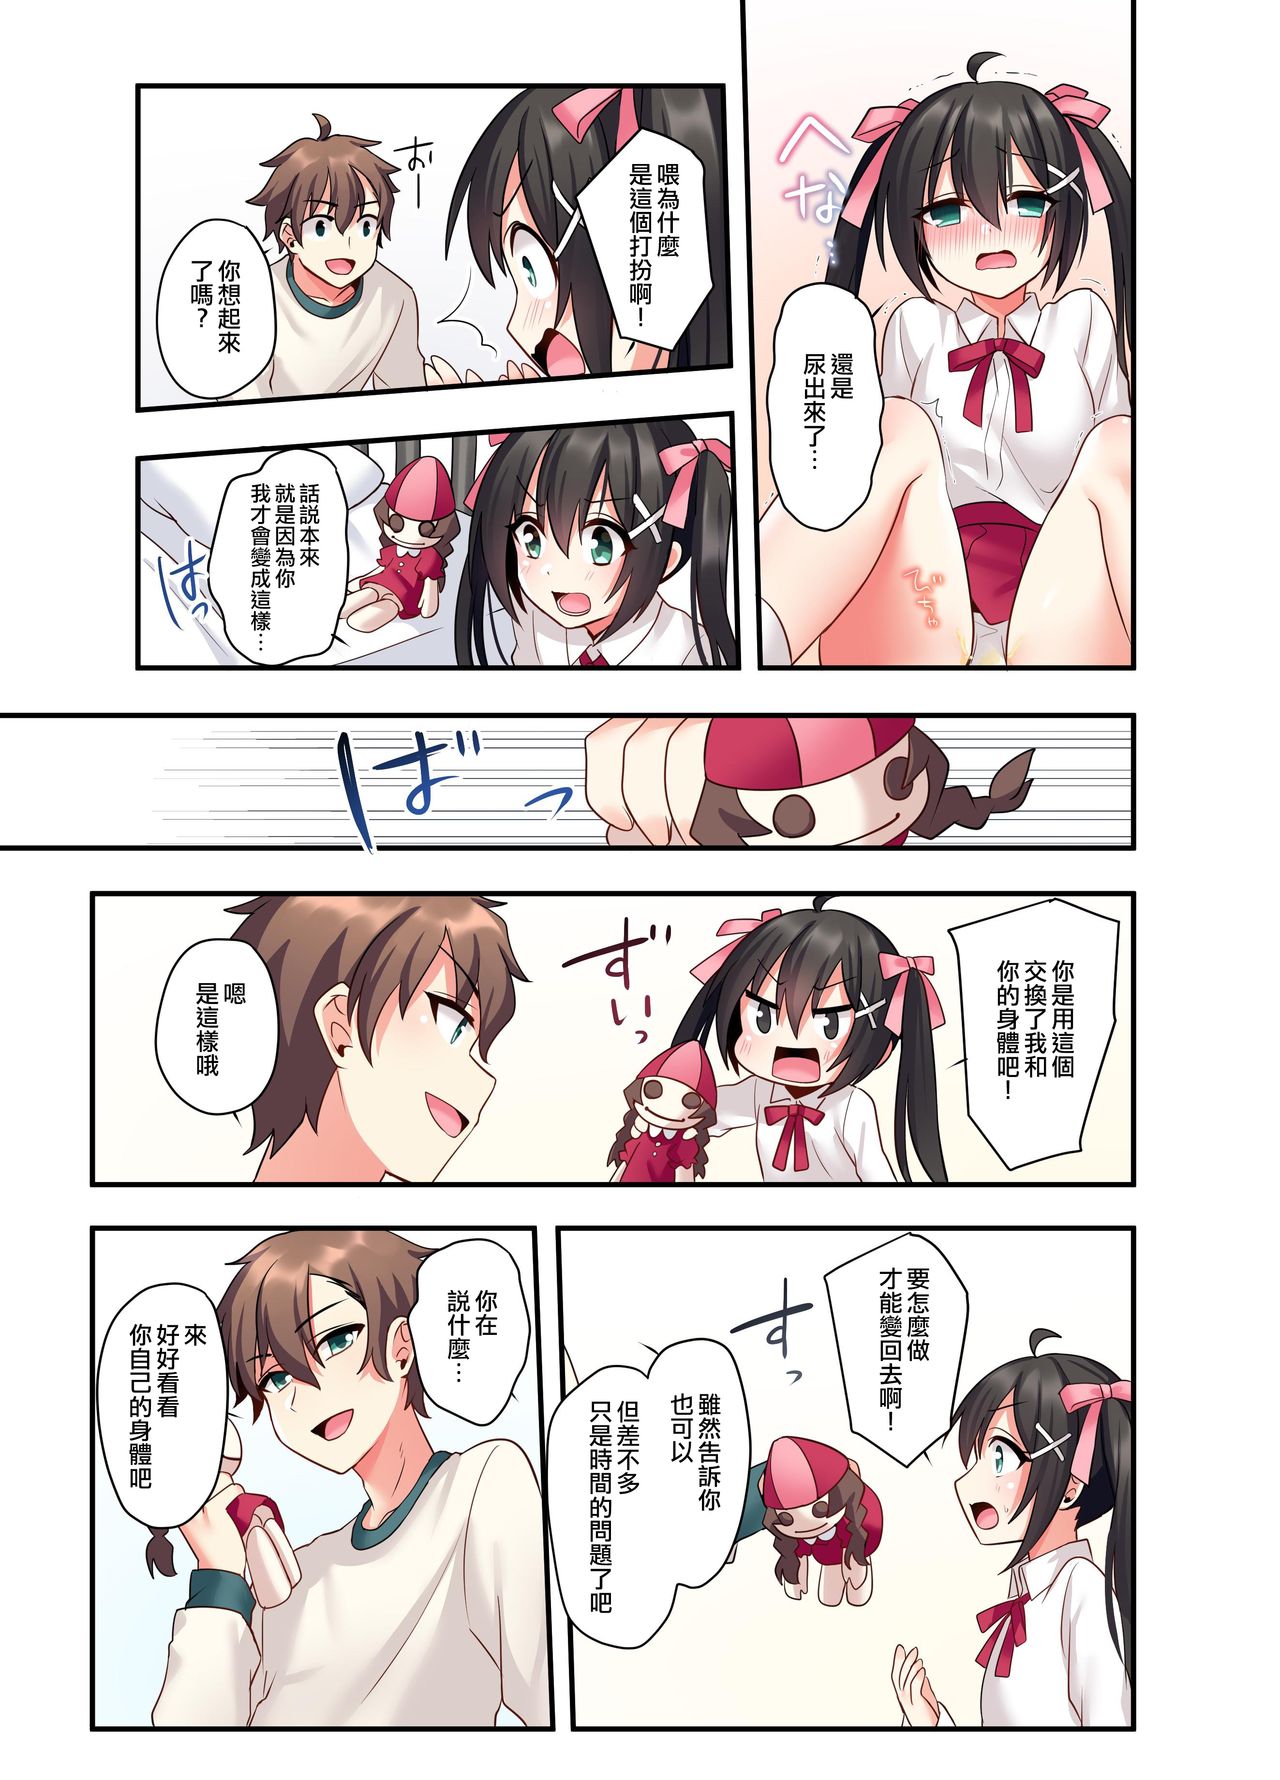 へな…
還是
尿出來了…
びちゃ
喂為什麼
是這個打扮啊！
おー
你想起來
了嗎？
話說本來
就是因為你
我才會變成這樣…
はっ
ばっ
你是用這個
交換了我和
你的身體吧！
ずいっ
嗯
是這樣哦
要怎麼做
才能變回去啊！
すっ
雖然告訴你
也可以
但差不多
只是時間的問題了吧
你在
説什麼…
來
好好看看
你自己的身體吧